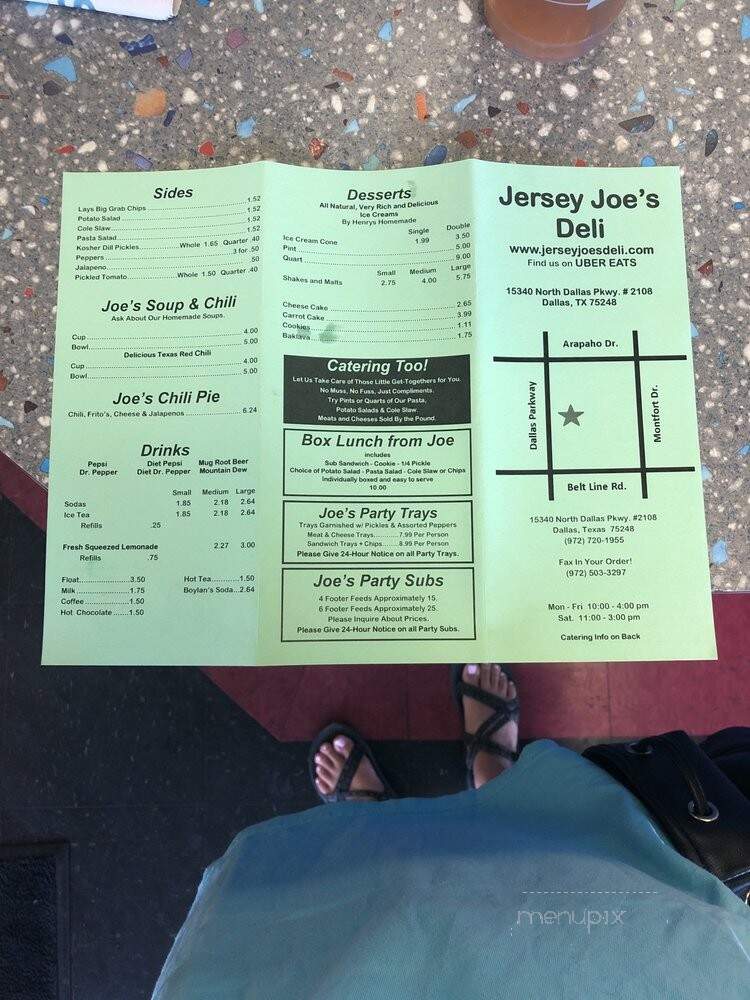 Sides
Lays Big Grab Chips 1.52
Potato Salad 1.52
Cole Slaw 1.52
Pasta Salad 1.52
Kosher Dill Pickles Whole 1.65 Quarter .40
Peppers 3 for .50
Jalapeno .50
Pickled Tomato Whole 1.50 Quarter .40
Joe's Soup & Chili
Ask About Our Homemade Soups.
Cup 4.00
Bowl 5.00
Delicious Texas Red Chili
Cup 4.00
Bowl 5.00
Joe's Chili Pie
Chili, Frito's, Cheese & Jalapenos 6.24
Drinks
Pepsi Diet Pepsi Mug Root Beer
Dr. Pepper Diet Dr. Pepper Mountain Dew
Small Medium Large
Sodas 1.85 2.18 2.64
Ice Tea 1.85 2.18 2.64
Refills .25
Fresh Squeezed Lemonade 2.27 3.00
Refills .75
Float 3.50 Hot Tea 1.50
Milk 1.75 Boylan's Soda 2.64
Coffee 1.50
Hot Chocolate 1.50
Desserts
All Natural, Very Rich and Delicious
Ice Creams
By Henrys Homemade
Single Double
Ice Cream Cone 1.99 3.50
Pint 5.00
Quart 9.00
Small Medium Large
Shakes and Malts 2.75 4.00 5.75
Cheese Cake 2.65
Carrot Cake 3.99
Cookies 1.11
Baklava 1.75
Catering Too!
Let Us Take Care of Those Little Get-Togethers for You.
No Muss, No Fuss, Just Compliments.
Try Pints or Quarts of Our Pasta,
Potato Salads & Cole Slaw.
Meats and Cheeses Sold By the Pound.
Box Lunch from Joe
includes
Sub Sandwich - Cookie - 1/4 Pickle
Choice of Potato Salad - Pasta Salad - Cole Slaw or Chips
Individually boxed and easy to serve
10.00
Joe's Party Trays
Trays Garnished w/ Pickles & Assorted Peppers
Meat & Cheese Trays 7.99 Per Person
Sandwich Trays + Chips 8.99 Per Person
Please Give 24-Hour Notice on all Party Trays.
Joe's Party Subs
4 Footer Feeds Approximately 15.
6 Footer Feeds Approximately 25.
Please Inquire About Prices.
Please Give 24-Hour Notice on all Party Subs.
Jersey Joe's
Deli
www.jerseyjoesdeli.com
Find us on UBER EATS
15340 North Dallas Pkwy. # 2108
Dallas, TX 75248
Arapaho Dr.
Dallas Parkway
Montfort Dr.
Belt Line Rd.
15340 North Dallas Pkwy. #2108
Dallas, Texas 75248
(972) 720-1955
Fax In Your Order!
(972) 503-3297
Mon - Fri 10:00 - 4:00 pm
Sat. 11:00 - 3:00 pm
Catering Info on Back
menupix